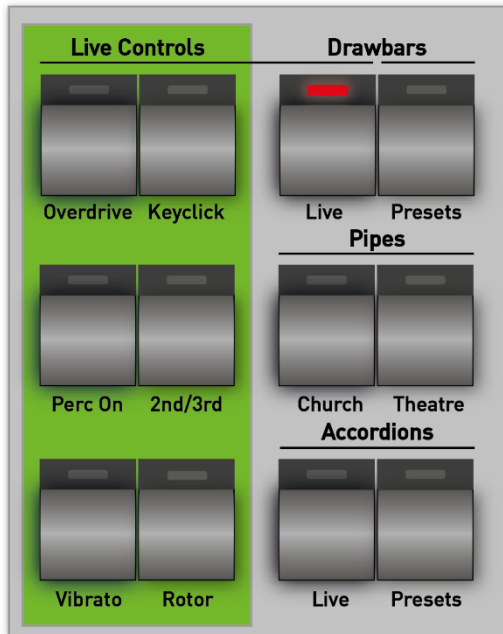 Live Controls Drawbars
Overdrive Keyclick Live Presets
Pipes
Perc On 2nd/3rd Church Theatre
Accordions
Vibrato Rotor Live Presets